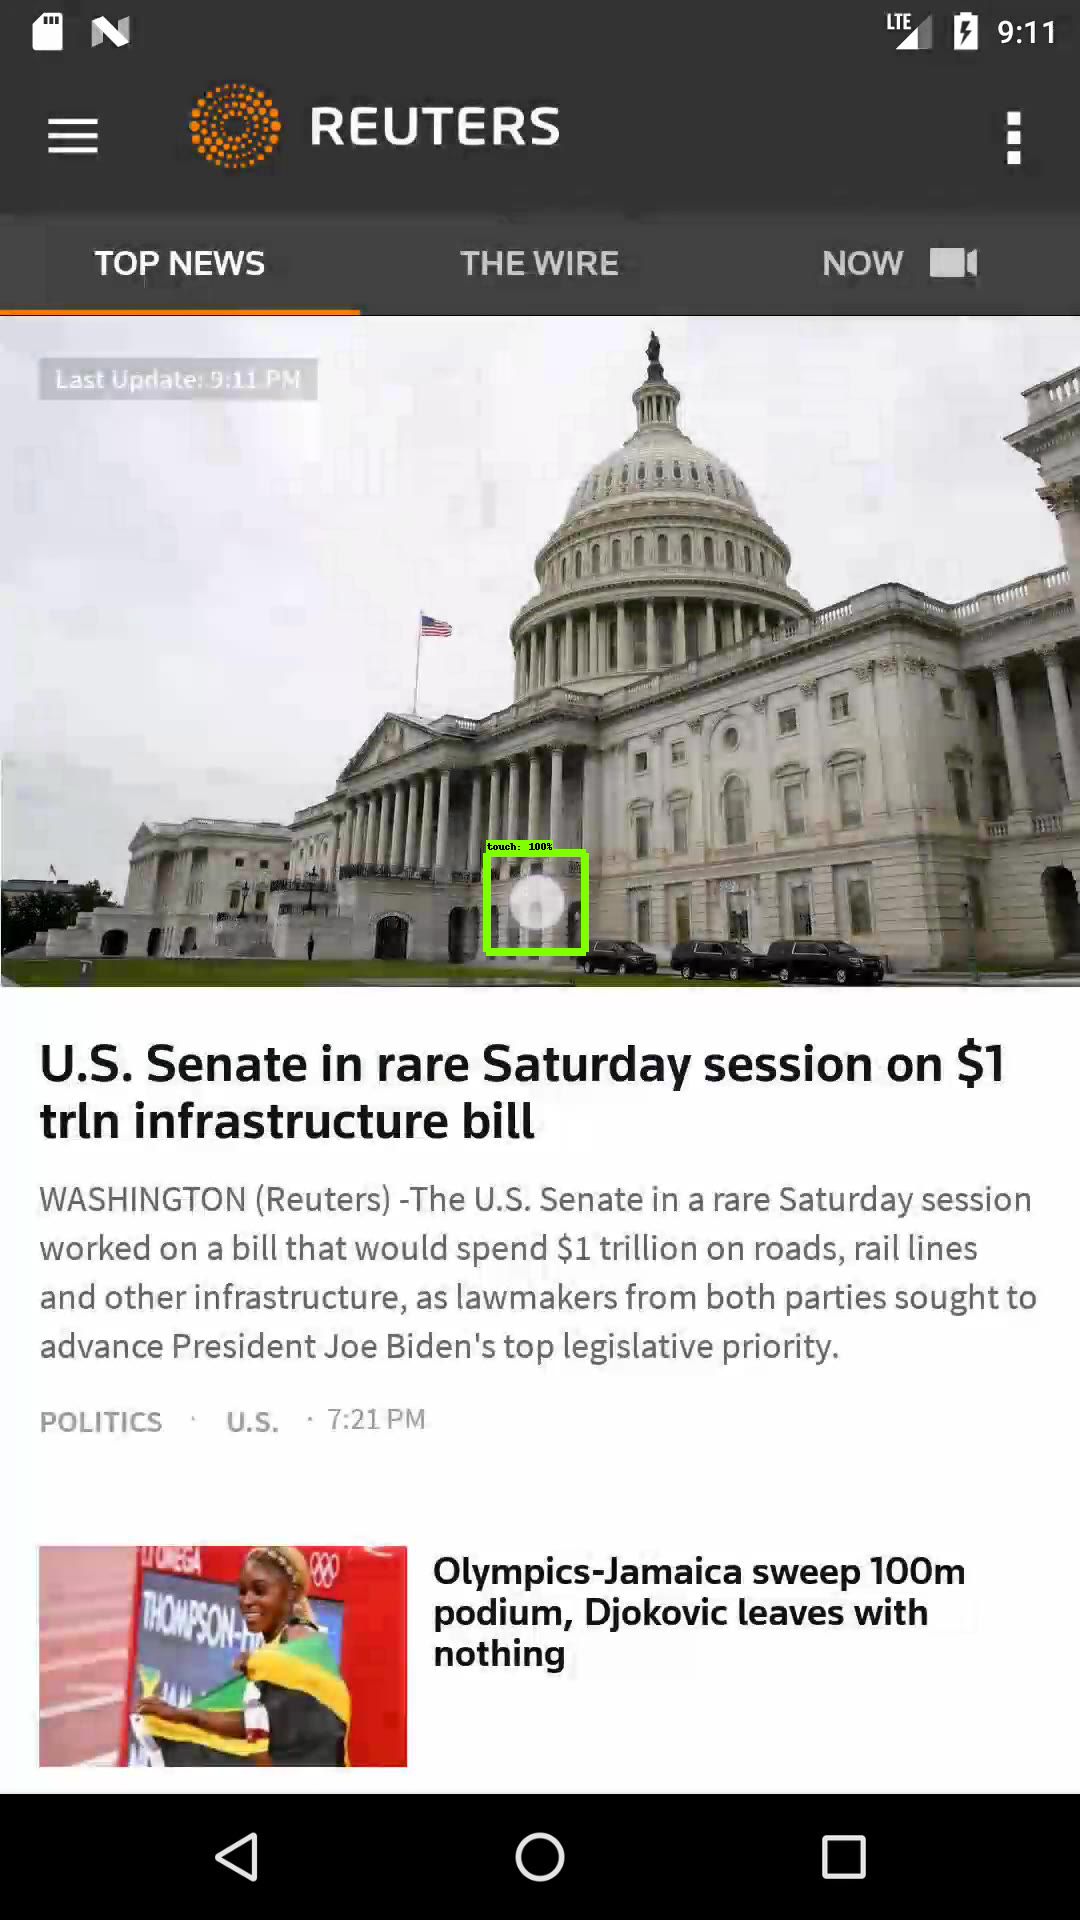 LTE 9:11
REUTERS
TOP NEWS
THE WIRE
NOW
Last Update: 9:11 PM
touch: 100%
U.S. Senate in rare Saturday session on $1
trln infrastructure bill
WASHINGTON (Reuters) -The U.S. Senate in a rare Saturday session
worked on a bill that would spend $1 trillion on roads, rail lines
and other infrastructure, as lawmakers from both parties sought to
advance President Joe Biden's top legislative priority.
POLITICS · U.S. · 7:21 PM
OMEGA
THOMPSON-H
Olympics-Jamaica sweep 100m
podium, Djokovic leaves with
nothing